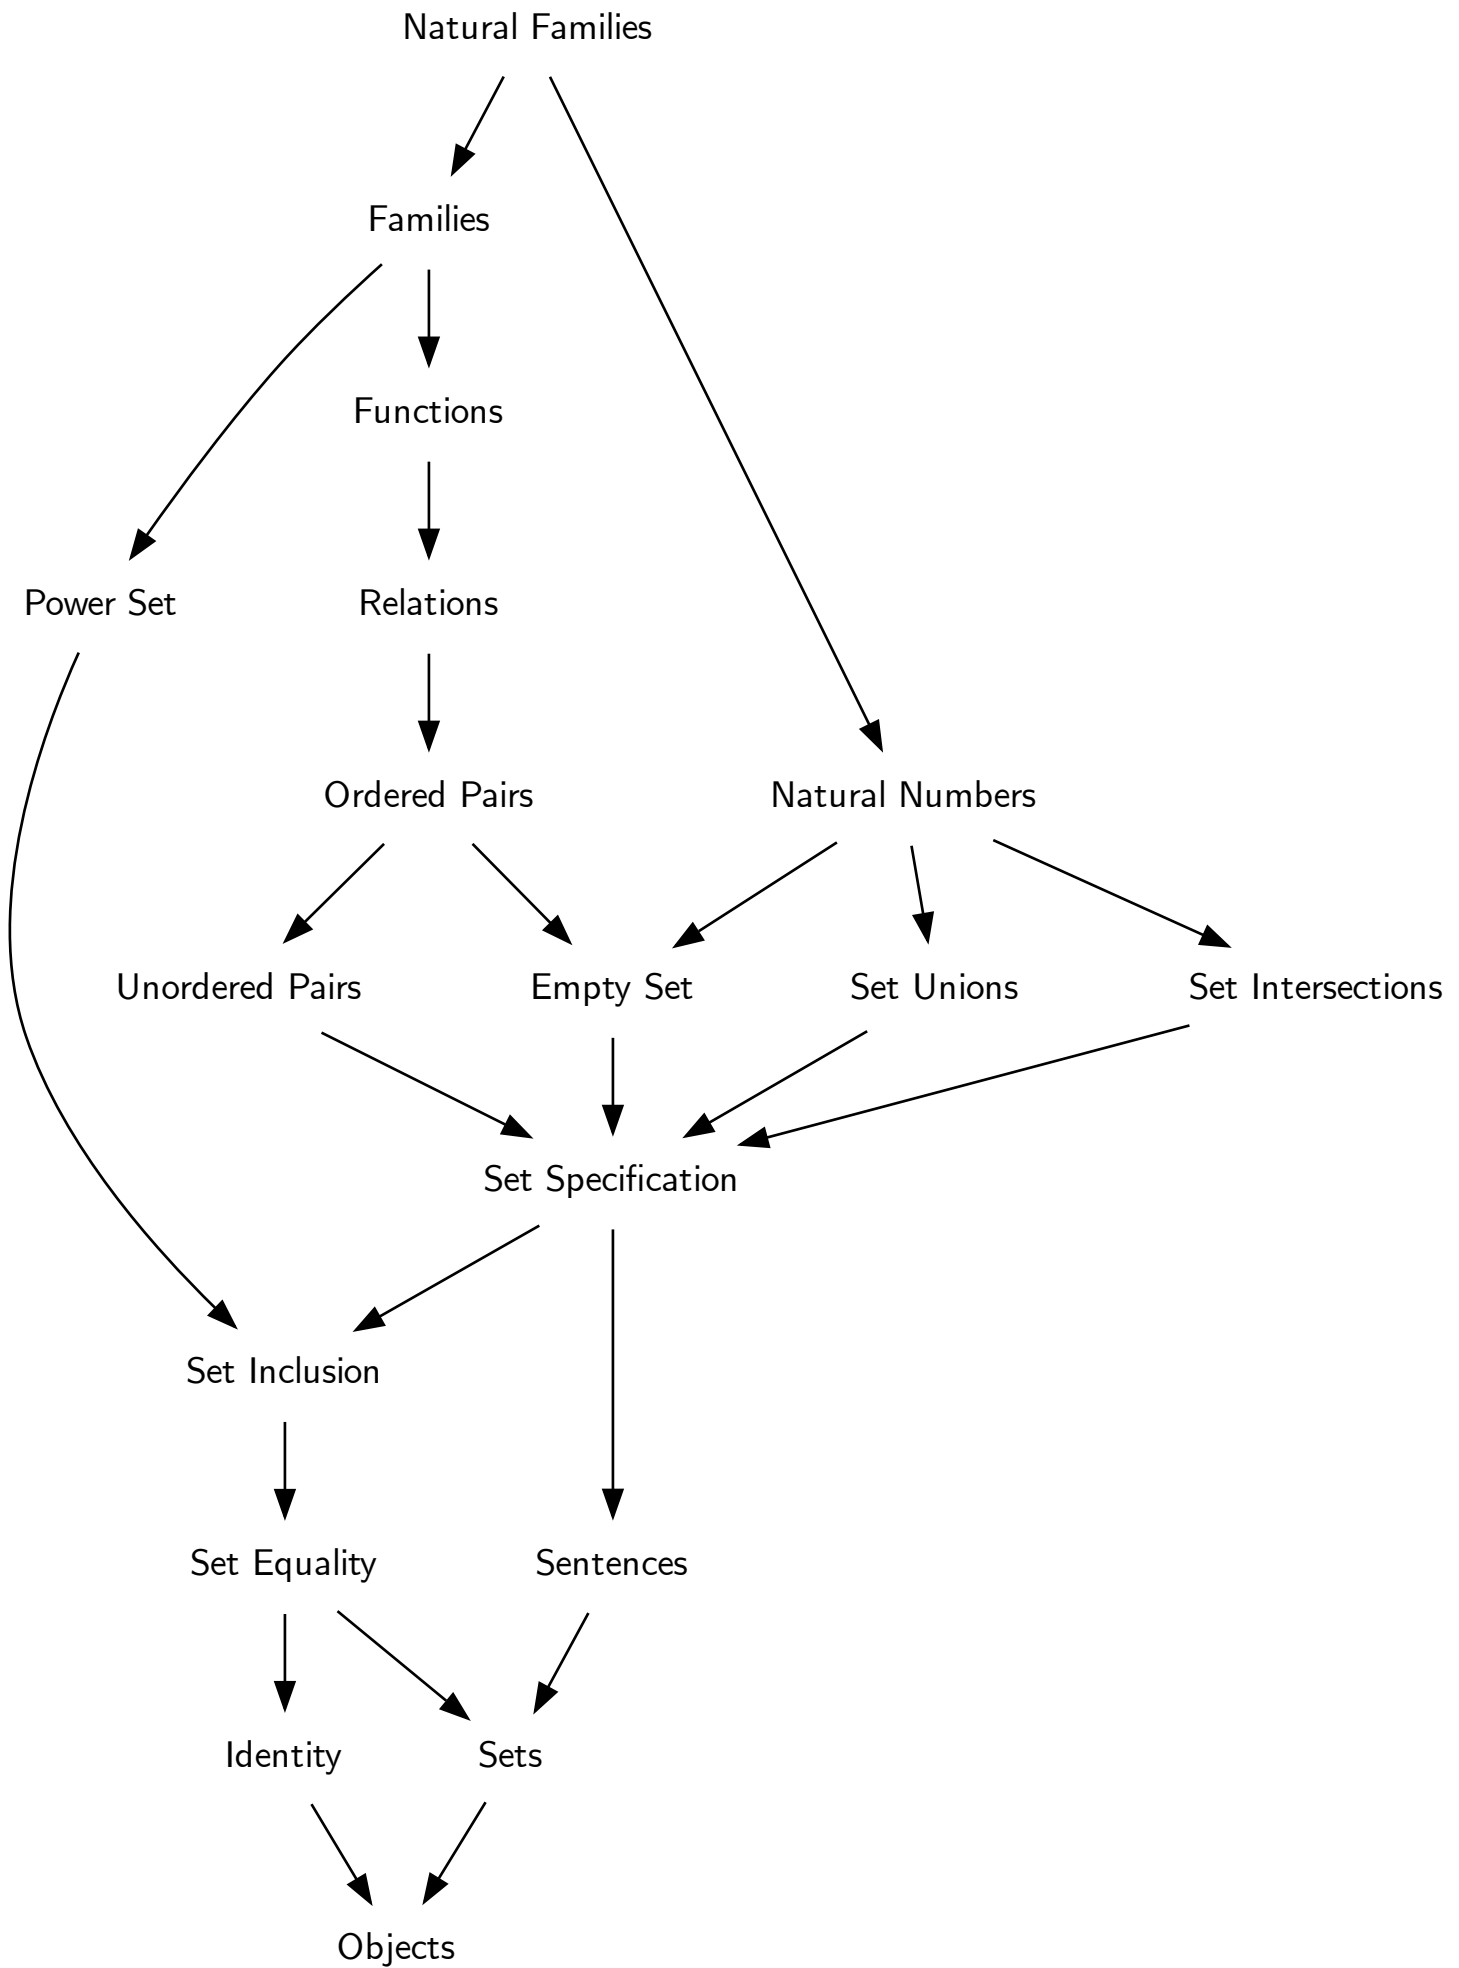 Natural Families
Families
Functions
Power Set
Relations
Ordered Pairs
Natural Numbers
Unordered Pairs
Empty Set
Set Unions
Set Intersections
Set Specification
Set Inclusion
Set Equality
Sentences
Identity
Sets
Objects